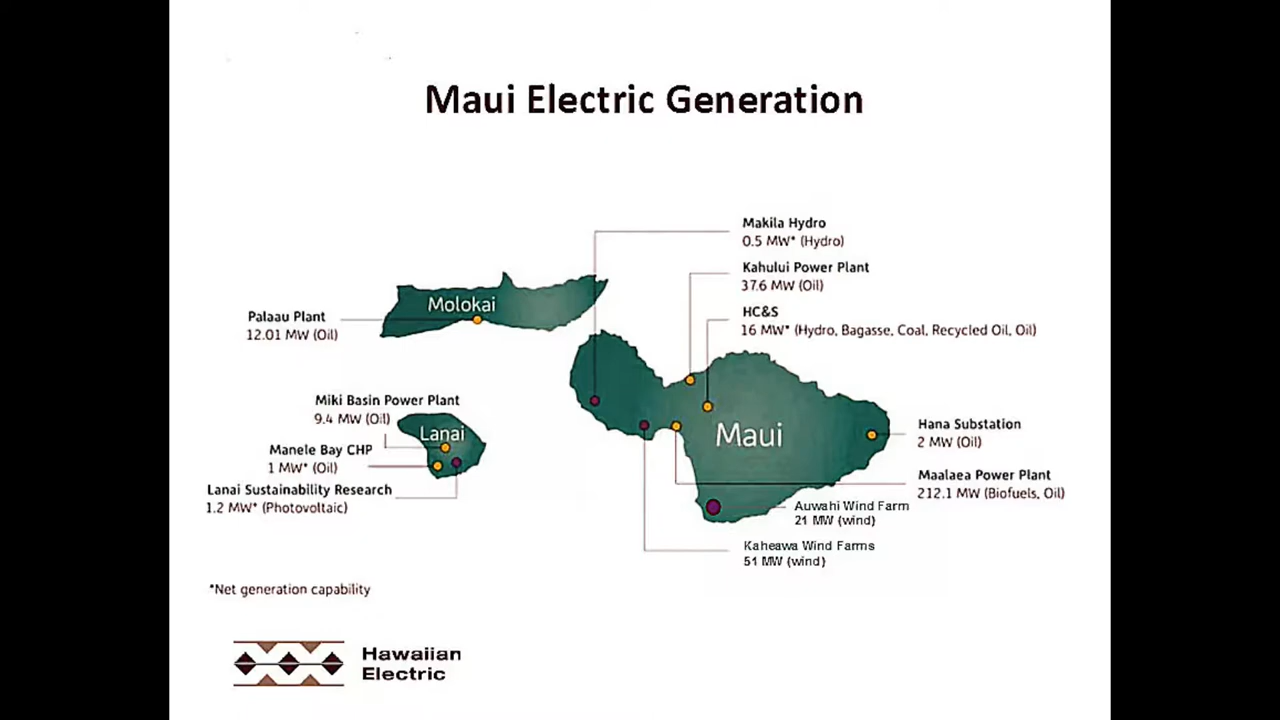 Maui Electric Generation
Makila Hydro
0.5 MW* (Hydro)
Kahului Power Plant
37.6 MW (Oil)
HC&S
16 MW* (Hydro, Bagasse, Coal, Recycled Oil, Oil)
Molokai
Palaau Plant
12.01 MW (Oil)
Miki Basin Power Plant
9.4 MW (Oil)
Lanai
Manele Bay CHP
1 MW* (Oil)
Lanai Sustainability Research
1.2 MW* (Photovoltaic)
Maui
Hana Substation
2 MW (Oil)
Maalaea Power Plant
212.1 MW (Biofuels, Oil)
Auwahi Wind Farm
21 MW (wind)
Kaheawa Wind Farms
51 MW (wind)
*Net generation capability
Hawaiian
Electric